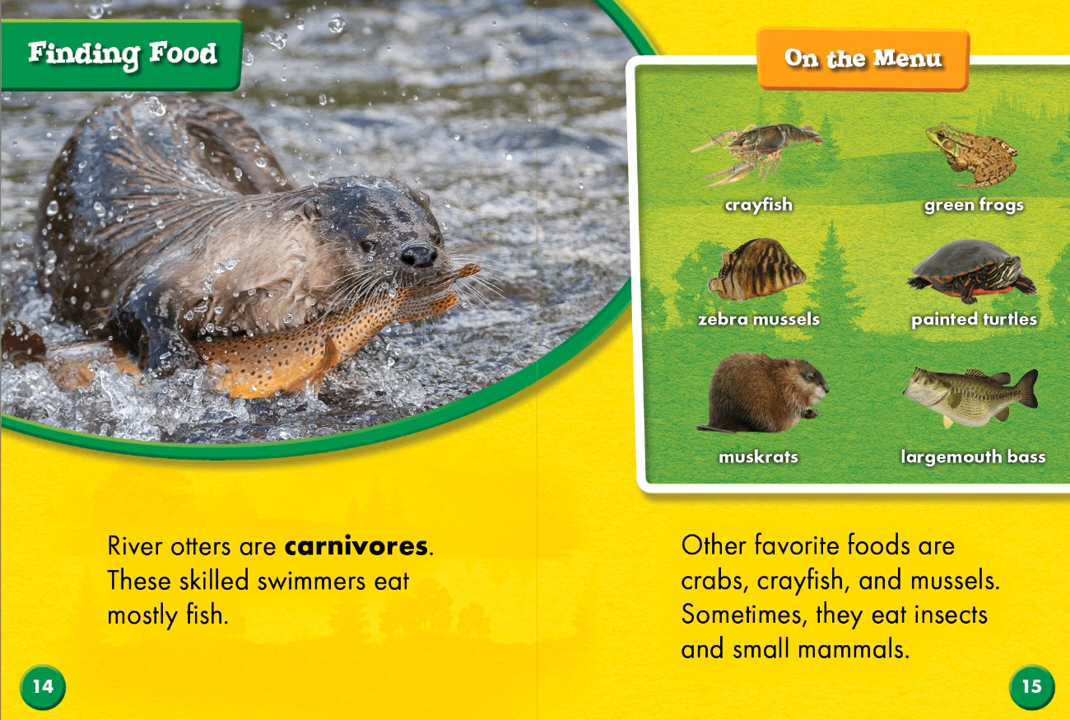 Finding Food
River otters are carnivores.
These skilled swimmers eat
mostly fish.
14
On the Menu
crayfish
green frogs
zebra mussels
painted turtles
muskrats
largemouth bass
Other favorite foods are
crabs, crayfish, and mussels.
Sometimes, they eat insects
and small mammals.
15